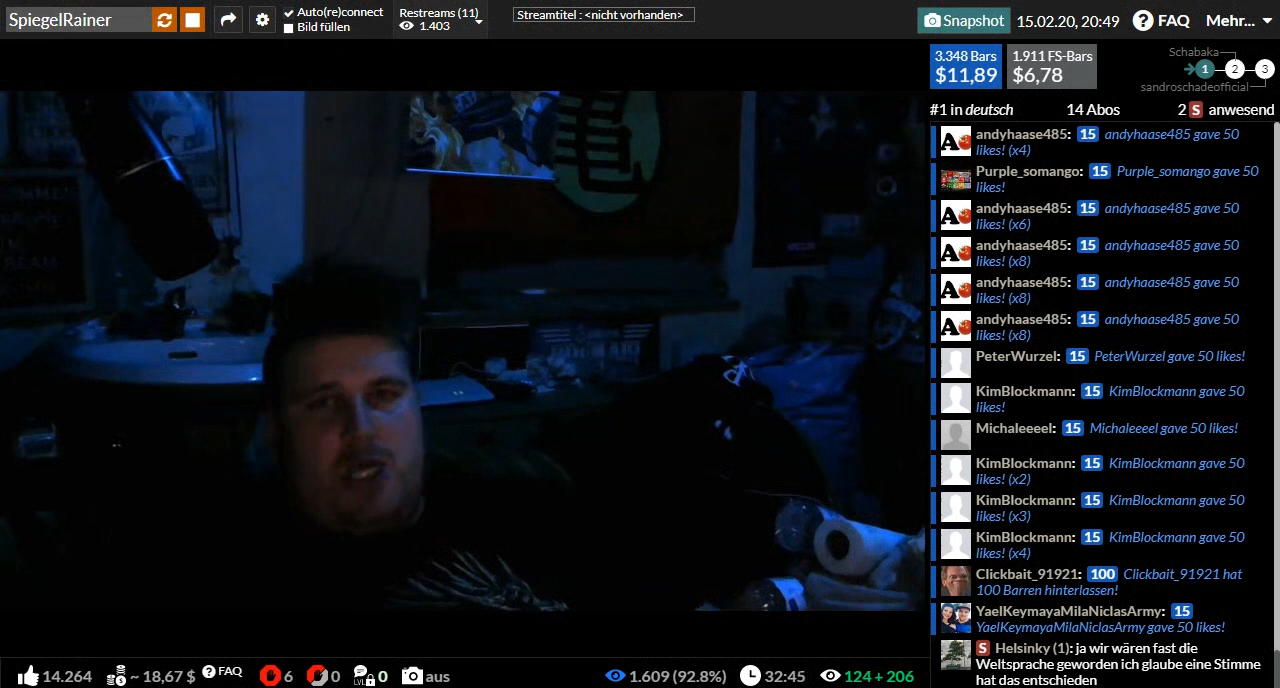 SpiegelRainer
Auto(re)connect
Bild füllen
Restreams (11)
1.403
Streamtitel : <nicht vorhanden>
Snapshot
15.02.20, 20:49
FAQ
Mehr...
3.348 Bars
$11,89
1.911 FS-Bars
$6,78
Schabaka
1 2 3
sandroschadeofficial
#1 in deutsch 14 Abos 2 S anwesend
andyhaase485: 15 andyhaase485 gave 50
likes! (x4)
Purple_somango: 15 Purple_somango gave 50
likes!
andyhaase485: 15 andyhaase485 gave 50
likes! (x6)
andyhaase485: 15 andyhaase485 gave 50
likes! (x8)
andyhaase485: 15 andyhaase485 gave 50
likes! (x8)
andyhaase485: 15 andyhaase485 gave 50
likes! (x8)
PeterWurzel: 15 PeterWurzel gave 50 likes!
KimBlockmann: 15 KimBlockmann gave 50
likes!
Michaleeeel: 15 Michaleeeel gave 50 likes!
KimBlockmann: 15 KimBlockmann gave 50
likes! (x2)
KimBlockmann: 15 KimBlockmann gave 50
likes! (x3)
KimBlockmann: 15 KimBlockmann gave 50
likes! (x4)
Clickbait_91921: 100 Clickbait_91921 hat
100 Barren hinterlassen!
YaelKeymayaMilaNiclasArmy: 15
YaelKeymayaMilaNiclasArmy gave 50 likes!
S Helsinky (1): ja wir wären fast die
Weltsprache geworden ich glaube eine Stimme
hat das entschieden
14.264
~ 18,67 $
FAQ
6
0
LVL
0
aus
1.609 (92.8%)
32:45
124 + 206